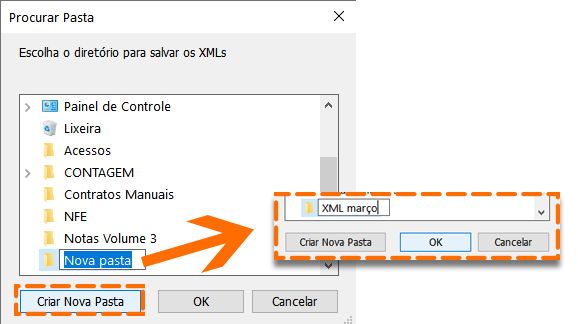 Procurar Pasta
Escolha o diretório para salvar os XMLs
Painel de Controle
Lixeira
Acessos
CONTAGEM
Contratos Manuais
NFE
Notas Volume 3
Nova pasta
Criar Nova Pasta
OK
Cancelar
XML março
Criar Nova Pasta
OK
Cancelar